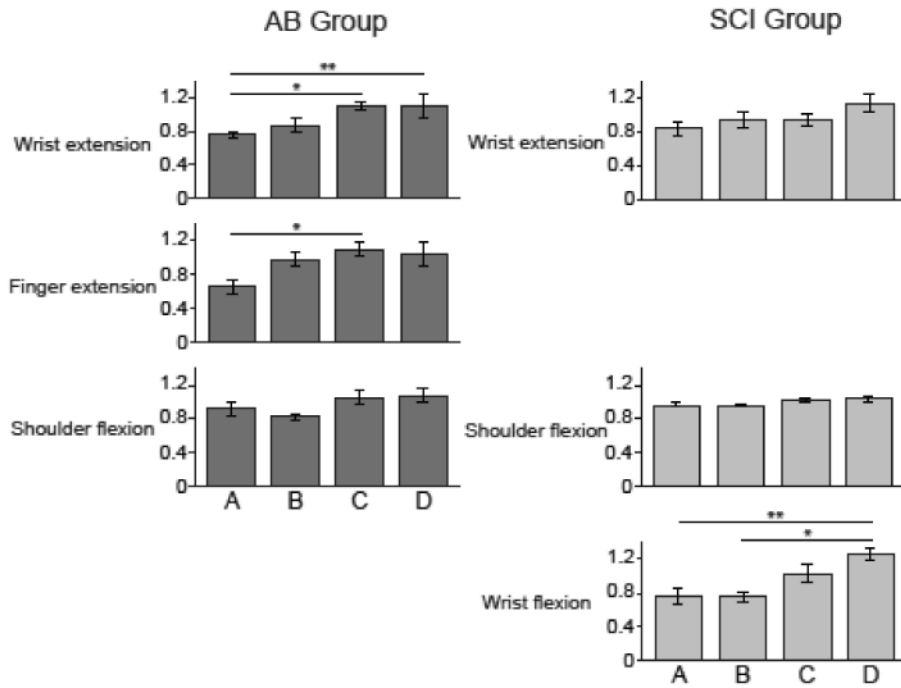 AB Group
SCI Group
**
*
1.2
0.8
0.4
0
Wrist extension
1.2
0.8
0.4
0
Wrist extension
*
1.2
0.8
0.4
0
Finger extension
1.2
0.8
0.4
0
Shoulder flexion
A B C D
1.2
0.8
0.4
0
Shoulder flexion
**
*
1.2
0.8
0.4
0
Wrist flexion
A B C D